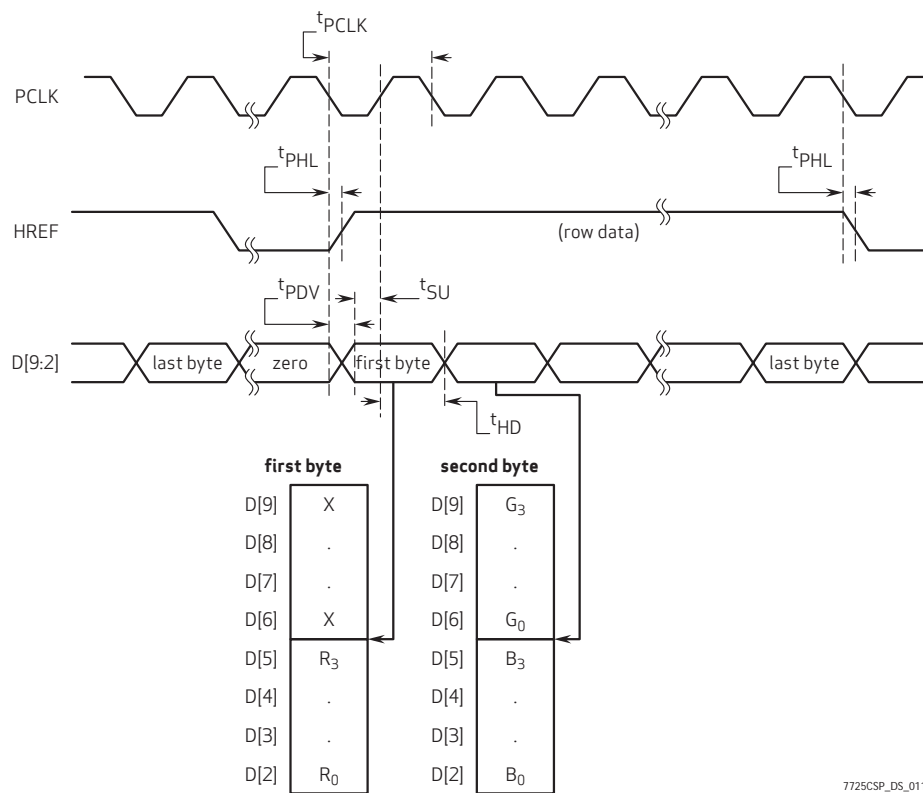 tPCLK
PCLK
tPHL
tPHL
HREF
(row data)
tPDV
tSU
D[9:2]
last byte
zero
first byte
last byte
tHD
first byte
second byte
D[9] X D[9] G3
D[8] . D[8] .
D[7] . D[7] .
D[6] X D[6] G0
D[5] R3 D[5] B3
D[4] . D[4] .
D[3] . D[3] .
D[2] R0 D[2] B0
7725CSP_DS_011